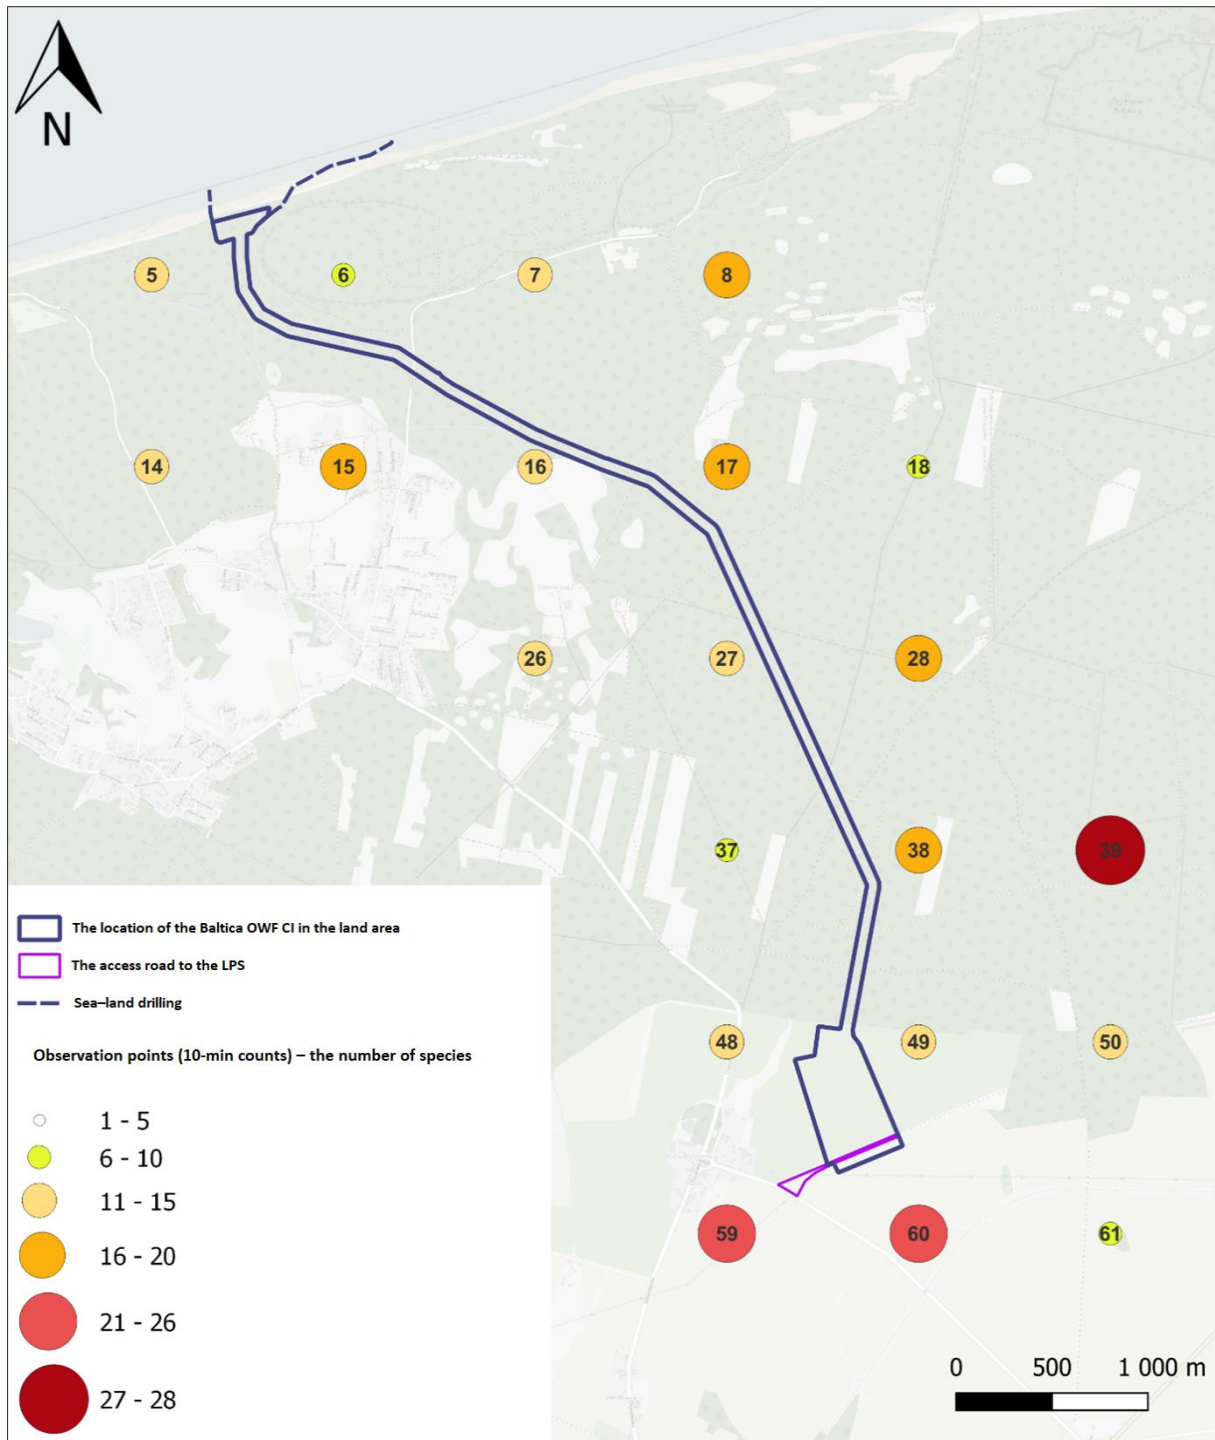 N
5
6
7
8
14
15
16
17
18
26
27
28
37
38
39
The location of the Baltica OWF CI in the land area
The access road to the LPS
Sea–land drilling
48
49
50
Observation points (10-min counts) – the number of species
1 - 5
6 - 10
11 - 15
16 - 20
21 - 26
27 - 28
59
60
61
0 500 1 000 m